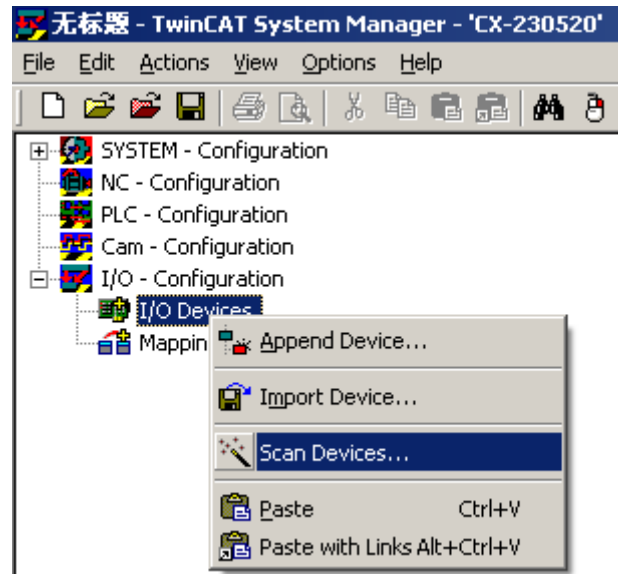 无标题 - TwinCAT System Manager - 'CX-230520'
File Edit Actions View Options Help
SYSTEM - Configuration
NC - Configuration
PLC - Configuration
Cam - Configuration
I/O - Configuration
I/O Devices
Mappin
Append Device...
Import Device...
Scan Devices...
Paste Ctrl+V
Paste with Links Alt+Ctrl+V